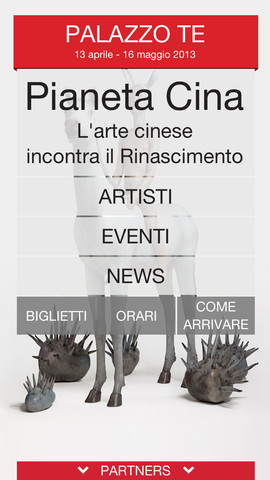 PALAZZO TE
13 aprile - 16 maggio 2013
Pianeta Cina
L'arte cinese
incontra il Rinascimento
ARTISTI
EVENTI
NEWS
BIGLIETTI
ORARI
COME
ARRIVARE
PARTNERS